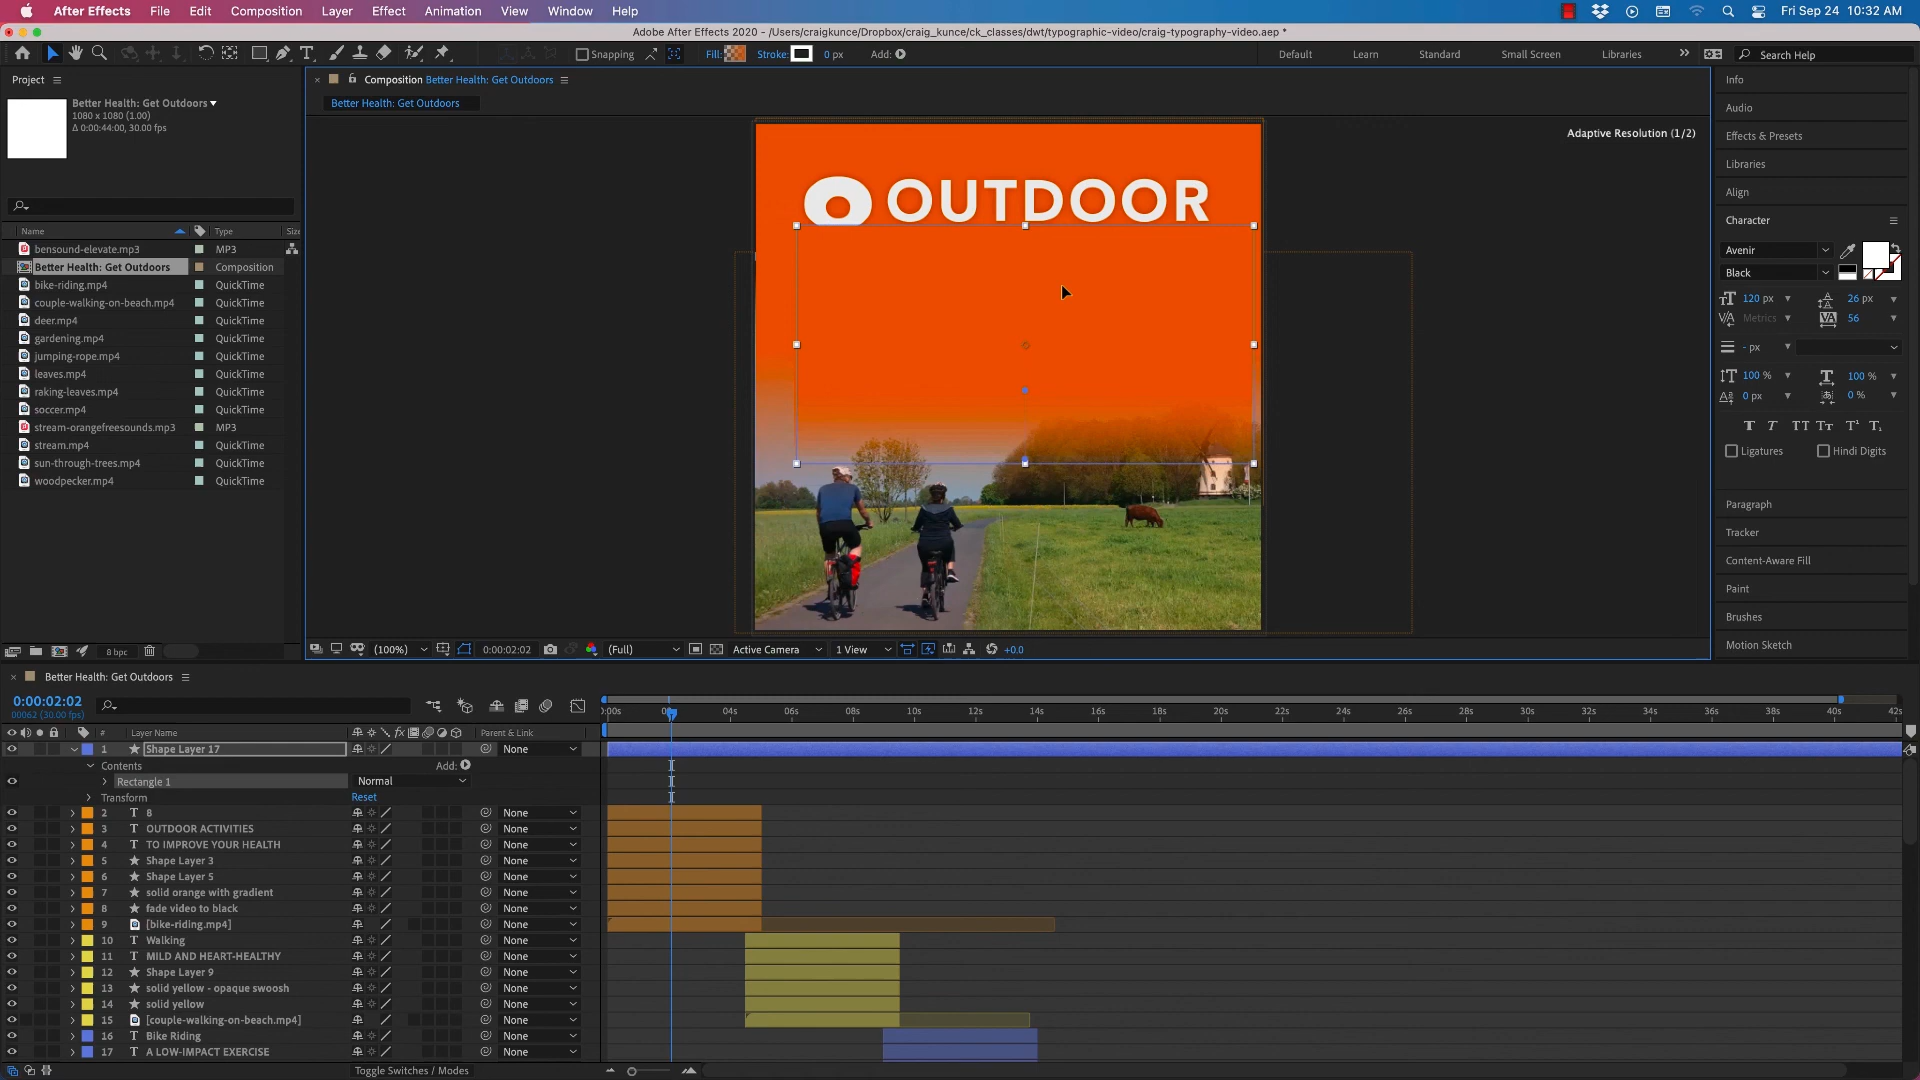 After Effects File Edit Composition Layer Effect Animation View Window Help Fri Sep 24 10:32 AM
Adobe After Effects 2020 - /Users/craigkunce/Dropbox/craig_kunce/ck_classes/dwt/typographic-video/craig-typography-video.aep *
Snapping Fill: Stroke: 0 px Add: Default Learn Standard Small Screen Libraries Search Help
Project
Better Health: Get Outdoors
1080 x 1080 (1.00)
Δ 0:00:44:00, 30.00 fps
Name Type Size
bensound-elevate.mp3 MP3
Better Health: Get Outdoors Composition
bike-riding.mp4 QuickTime
couple-walking-on-beach.mp4 QuickTime
deer.mp4 QuickTime
gardening.mp4 QuickTime
jumping-rope.mp4 QuickTime
leaves.mp4 QuickTime
raking-leaves.mp4 QuickTime
soccer.mp4 QuickTime
stream-orangefreesounds.mp3 MP3
stream.mp4 QuickTime
sun-through-trees.mp4 QuickTime
woodpecker.mp4 QuickTime
8 bpc
Composition Better Health: Get Outdoors
Better Health: Get Outdoors
Adaptive Resolution (1/2)
OUTDOOR
(100%) 0:00:02:02 (Full) Active Camera 1 View +0.0
Info
Audio
Effects & Presets
Libraries
Align
Character
Avenir
Black
120 px 26 px
Metrics 56
- px
100 % 100 %
0 px 0 %
Ligatures Hindi Digits
Paragraph
Tracker
Content-Aware Fill
Paint
Brushes
Motion Sketch
Better Health: Get Outdoors
0:00:02:02
00062 (30.00 fps)
04s 06s 08s 10s 12s 14s 16s 18s 20s 22s 24s 26s 28s 30s 32s 34s 36s 38s 40s 42s
# Layer Name Parent & Link
1 Shape Layer 17 None
Contents Add:
Rectangle 1 Normal
Transform Reset
2 8 None
3 OUTDOOR ACTIVITIES None
4 TO IMPROVE YOUR HEALTH None
5 Shape Layer 3 None
6 Shape Layer 5 None
7 solid orange with gradient None
8 fade video to black None
9 [bike-riding.mp4] None
10 Walking None
11 MILD AND HEART-HEALTHY None
12 Shape Layer 9 None
13 solid yellow - opaque swoosh None
14 solid yellow None
15 [couple-walking-on-beach.mp4] None
16 Bike Riding None
17 A LOW-IMPACT EXERCISE None
Toggle Switches / Modes